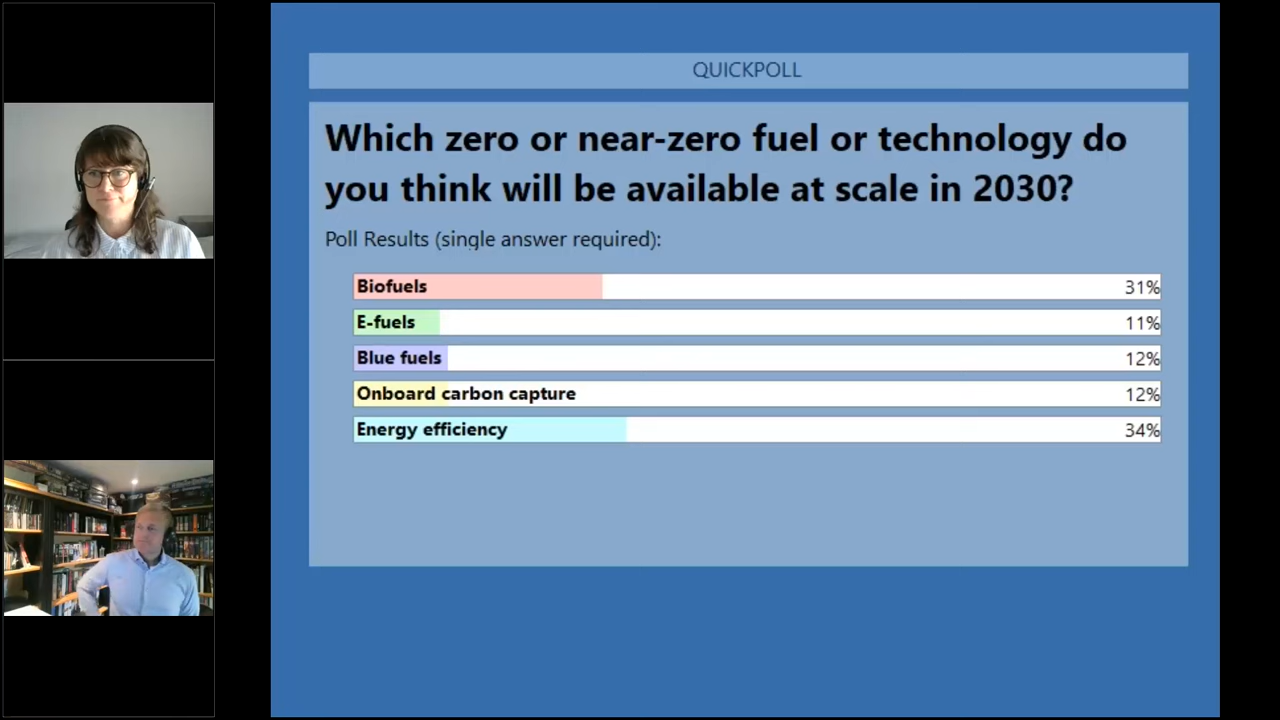 QUICKPOLL
Which zero or near-zero fuel or technology do
you think will be available at scale in 2030?
Poll Results (single answer required):
Biofuels 31%
E-fuels 11%
Blue fuels 12%
Onboard carbon capture 12%
Energy efficiency 34%